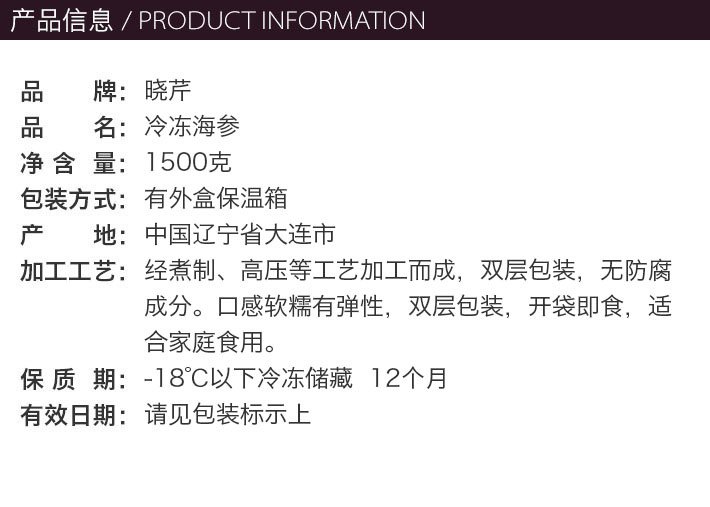 产品信息 / PRODUCT INFORMATION
品 牌：晓芹
品 名：冷冻海参
净 含 量：1500克
包装方式：有外盒保温箱
产 地：中国辽宁省大连市
加工工艺：经煮制、高压等工艺加工而成，双层包装，无防腐
成分。口感软糯有弹性，双层包装，开袋即食，适
合家庭食用。
保 质 期：-18℃以下冷冻储藏 12个月
有效日期：请见包装标示上